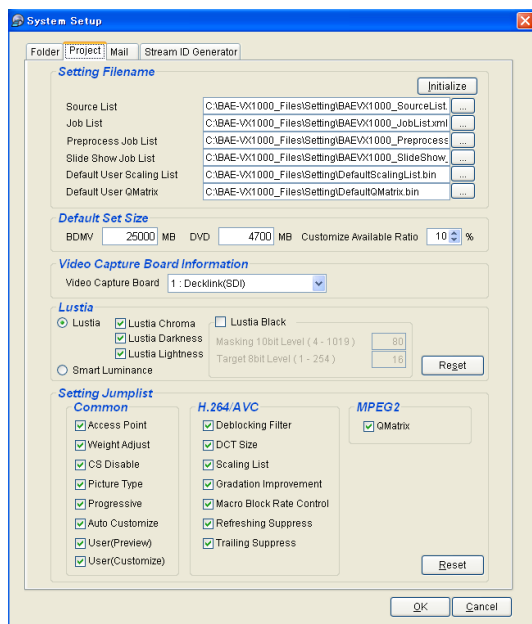 System Setup
Folder Project Mail Stream ID Generator
Setting Filename
Initialize
Source List C:\BAE-VX1000_Files\Setting\BAEVX1000_SourceList. ...
Job List C:\BAE-VX1000_Files\Setting\BAEVX1000_JobList.xml ...
Preprocess Job List C:\BAE-VX1000_Files\Setting\BAEVX1000_Preprocess ...
Slide Show Job List C:\BAE-VX1000_Files\Setting\BAEVX1000_SlideShow_ ...
Default User Scaling List C:\BAE-VX1000_Files\Setting\DefaultScalingList.bin ...
Default User QMatrix C:\BAE-VX1000_Files\Setting\DefaultQMatrix.bin ...
Default Set Size
BDMV 25000 MB DVD 4700 MB Customize Available Ratio 10 %
Video Capture Board Information
Video Capture Board 1 : Decklink(SDI)
Lustia
Lustia Lustia Chroma Lustia Black
Lustia Darkness Masking 10bit Level ( 4 - 1019 ) 80
Lustia Lightness Target 8bit Level ( 1 - 254 ) 16
Smart Luminance Reset
Setting Jumplist
Common H.264/AVC MPEG2
Access Point Deblocking Filter QMatrix
Weight Adjust DCT Size
CS Disable Scaling List
Picture Type Gradation Improvement
Progressive Macro Block Rate Control
Auto Customize Refreshing Suppress
User(Preview) Trailing Suppress
User(Customize) Reset
OK Cancel